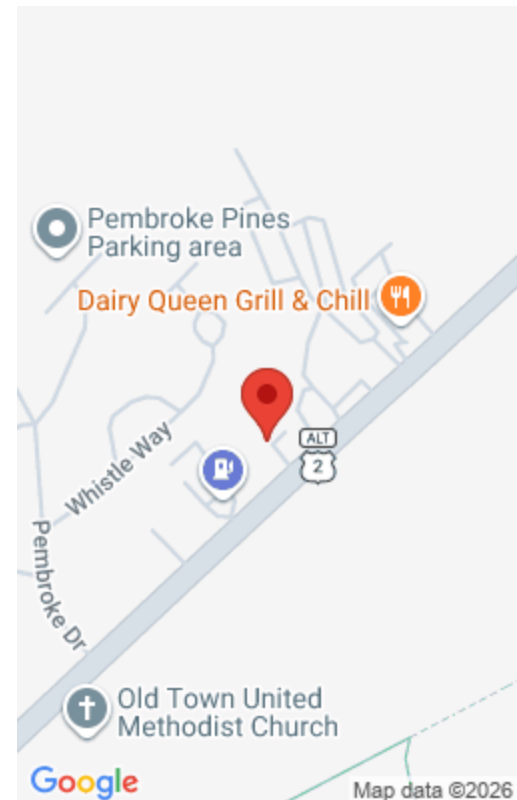 Pembroke Pines
Parking area
Dairy Queen Grill & Chill
ALT
2
Whistle Way
Pembroke Dr
Old Town United
Methodist Church
Google
Map data ©2026